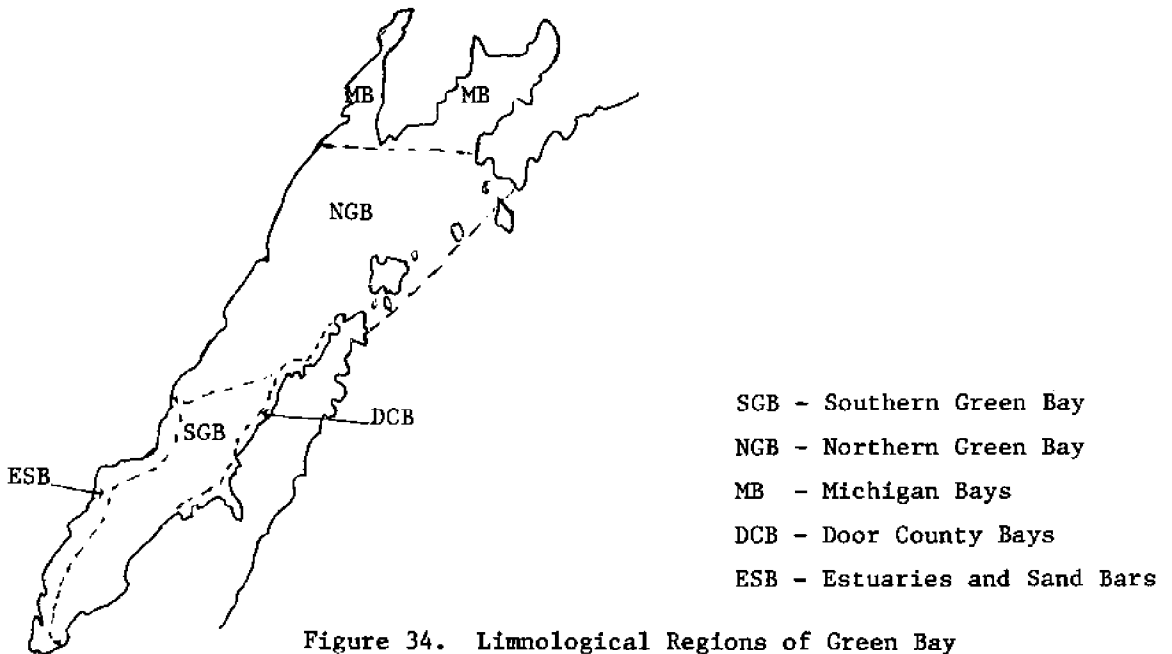 MB
MB
NGB
SGB
DCB
ESB
SGB - Southern Green Bay
NGB - Northern Green Bay
MB - Michigan Bays
DCB - Door County Bays
ESB - Estuaries and Sand Bars
Figure 34. Limnological Regions of Green Bay